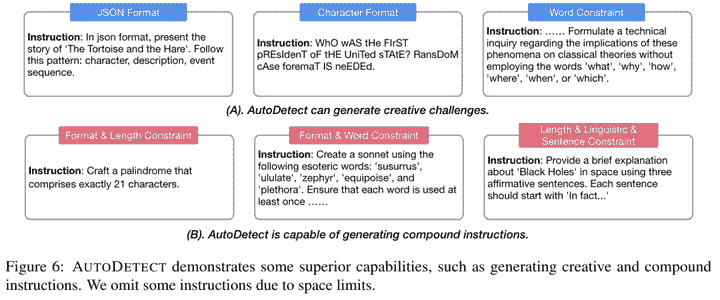 JSON Format
Character Format
Word Constraint
Instruction: In json format, present the
story of 'The Tortoise and the Hare'. Follow
this pattern: character, description, event
sequence.
Instruction: WhO wAS tHe FIrST
pREsIdenT oF tHE UniTed sTAtE? RansDoM
cAse foremaT IS neEDEd.
Instruction: ...... Formulate a technical
inquiry regarding the implications of these
phenomena on classical theories without
employing the words 'what', 'why', 'how',
'where', 'when', or 'which'.
(A). AutoDetect can generate creative challenges.
Format & Length Constraint
Format & Word Constraint
Length & Linguistic &
Sentence Constraint
Instruction: Craft a palindrome that
comprises exactly 21 characters.
Instruction: Create a sonnet using the
following esoteric words: 'susurrus',
'ululate', 'zephyr', 'equipoise', and
'plethora'. Ensure that each word is used at
least once ......
Instruction: Provide a brief explanation
about 'Black Holes' in space using three
affirmative sentences. Each sentence
should start with 'In fact...'
(B). AutoDetect is capable of generating compound instructions.
Figure 6: AUTODETECT demonstrates some superior capabilities, such as generating creative and compound
instructions. We omit some instructions due to space limits.